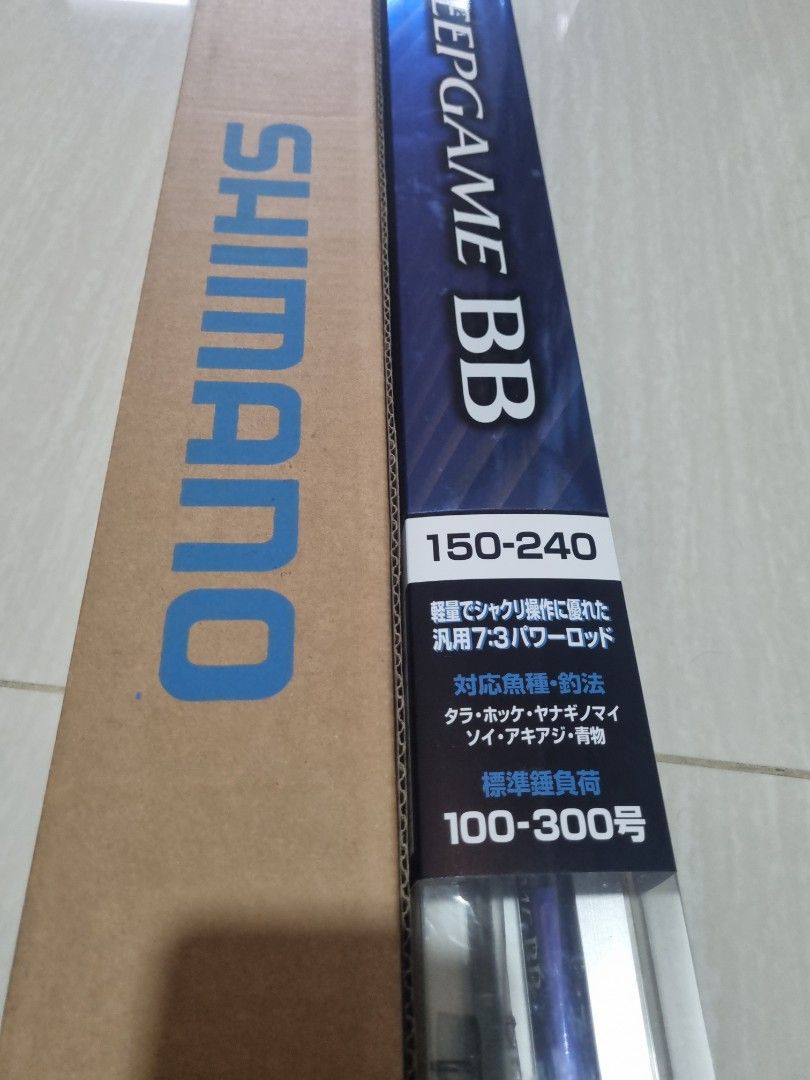 SHIMANO
EEPGAME BB
150-240
軽量でシャクリ操作に優れた
汎用7:3パワーロッド
対応魚種・釣法
タラ・ホッケ・ヤナギノマイ
ソイ・アキアジ・青物
標準錘負荷
100-300号